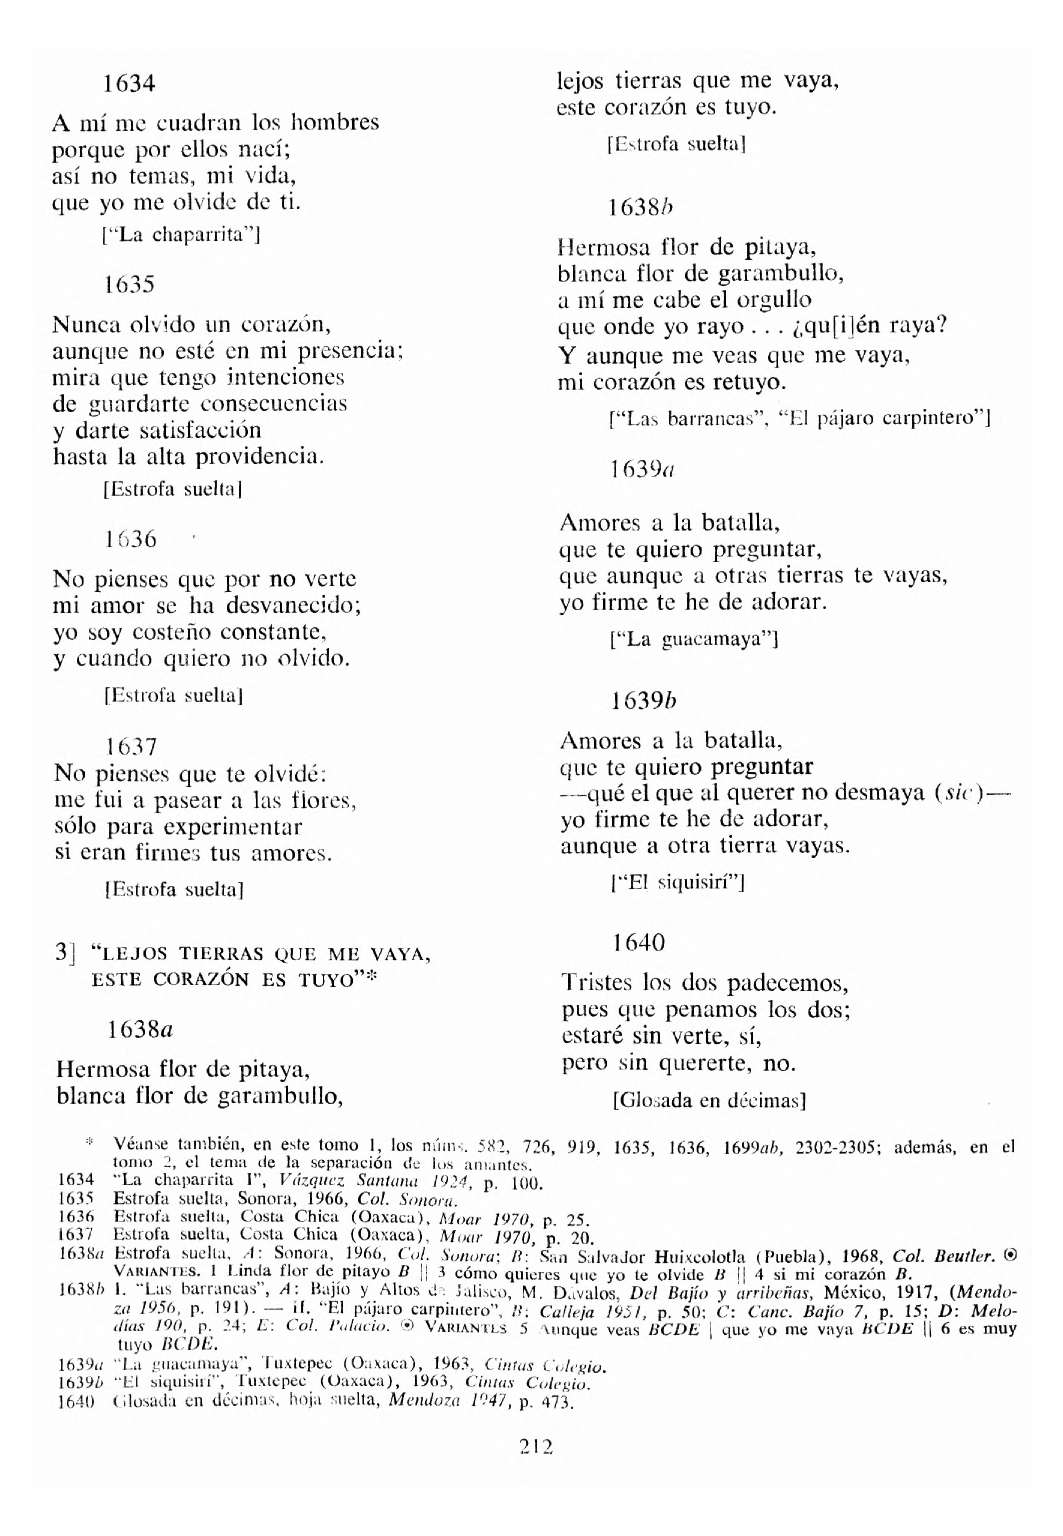 1634
A mí me cuadran los hombres
porque por ellos nací;
así no temas, mi vida,
que yo me olvide de ti.
[“La chaparrita”]
1635
Nunca olvido un corazón,
aunque no esté en mi presencia;
mira que tengo intenciones
de guardarte consecuencias
y darte satisfacción
hasta la alta providencia.
[Estrofa suelta]
1636
No pienses que por no verte
mi amor se ha desvanecido;
yo soy costeño constante,
y cuando quiero no olvido.
[Estrofa suelta]
1637
No pienses que te olvidé:
me fui a pasear a las flores,
sólo para experimentar
si eran firmes tus amores.
[Estrofa suelta]
3] “LEJOS TIERRAS QUE ME VAYA,
ESTE CORAZÓN ES TUYO”*
1638a
Hermosa flor de pitaya,
blanca flor de garambullo,
lejos tierras que me vaya,
este corazón es tuyo.
[Estrofa suelta]
1638b
Hermosa flor de pitaya,
blanca flor de garambullo,
a mí me cabe el orgullo
que onde yo rayo . . . ¿qu[i]én raya?
Y aunque me veas que me vaya,
mi corazón es retuyo.
[“Las barrancas”, “El pájaro carpintero”]
1639a
Amores a la batalla,
que te quiero preguntar,
que aunque a otras tierras te vayas,
yo firme te he de adorar.
[“La guacamaya”]
1639b
Amores a la batalla,
que te quiero preguntar
—qué el que al querer no desmaya (sic)—
yo firme te he de adorar,
aunque a otra tierra vayas.
[“El siquisirí”]
1640
Tristes los dos padecemos,
pues que penamos los dos;
estaré sin verte, sí,
pero sin quererte, no.
[Glosada en décimas]
* Véanse también, en este tomo 1, los núms. 582, 726, 919, 1635, 1636, 1699ab, 2302-2305; además, en el
tomo 2, el tema de la separación de los amantes.
1634 “La chaparrita I”, Vázquez Santana 1924, p. 100.
1635 Estrofa suelta, Sonora, 1966, Col. Sonora.
1636 Estrofa suelta, Costa Chica (Oaxaca), Moar 1970, p. 25.
1637 Estrofa suelta, Costa Chica (Oaxaca), Moar 1970, p. 20.
1638a Estrofa suelta, A: Sonora, 1966, Col. Sonora; B: San Salvador Huixcolotla (Puebla), 1968, Col. Beutler. ⊙
VARIANTES. 1 Linda flor de pitayo B || 3 cómo quieres que yo te olvide B || 4 si mi corazón B.
1638b I. “Las barrancas”, A: Bajío y Altos de Jalisco, M. Dávalos, Del Bajío y arribeñas, México, 1917, (Mendo-
za 1956, p. 191). — II. “El pájaro carpintero”, B: Calleja 1951, p. 50; C: Canc. Bajío 7, p. 15; D: Melo-
días 190, p. 24; E: Col. Palacio. ⊙ VARIANTES 5 Aunque veas BCDE | que yo me vaya BCDE || 6 es muy
tuyo BCDE.
1639a “La guacamaya”, Tuxtepec (Oaxaca), 1963, Cintas Colegio.
1639b “El siquisirí”, Tuxtepec (Oaxaca), 1963, Cintas Colegio.
1640 Glosada en décimas, hoja suelta, Mendoza 1947, p. 473.
212